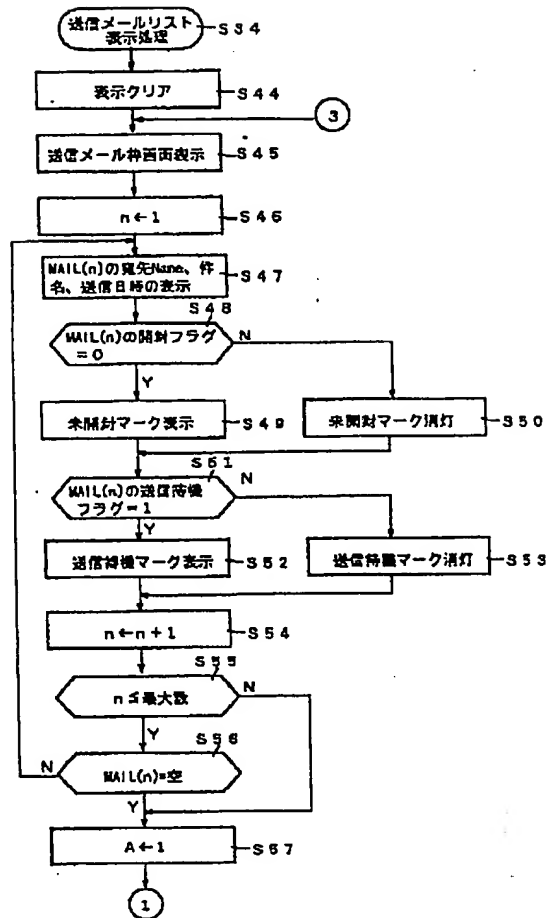 送信メールリスト
表示処理
S34
表示クリア
S44
3
送信メール枠画面表示
S45
n←1
S46
MAIL(n)の宛先Name、件
名、送信日時の表示
S47
S48
MAIL(n)の開封フラグ
=0
N
Y
未開封マーク表示
S49
未開封マーク消灯
S50
S51
MAIL(n)の送信待機
フラグ=1
N
Y
送信待機マーク表示
S52
送信待機マーク消灯
S53
n←n+1
S54
S55
n≦最大数
N
Y
S56
MAIL(n)=空
N
Y
A←1
S57
1